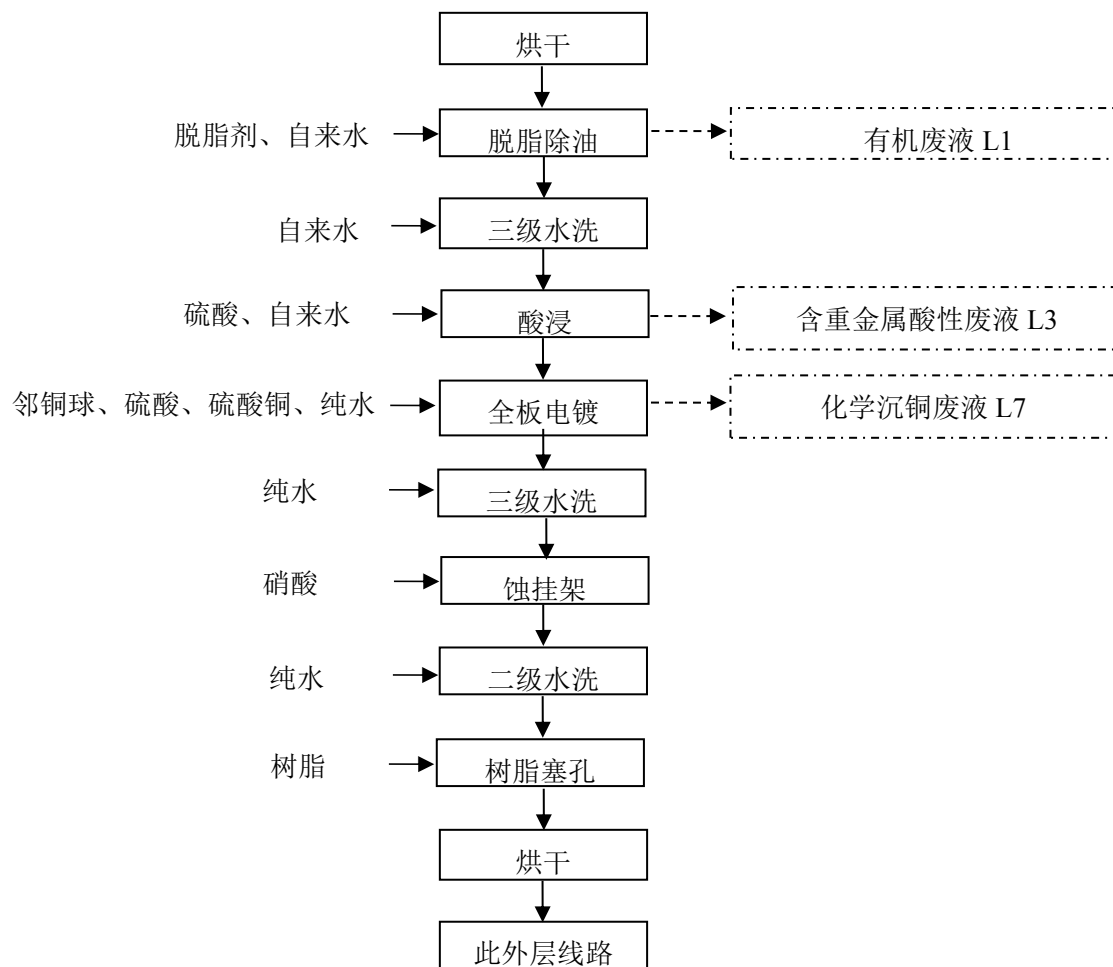 烘干
脱脂剂、自来水
脱脂除油
有机废液 L1
自来水
三级水洗
硫酸、自来水
酸浸
含重金属酸性废液 L3
邻铜球、硫酸、硫酸铜、纯水
全板电镀
化学沉铜废液 L7
纯水
三级水洗
硝酸
蚀挂架
纯水
二级水洗
树脂
树脂塞孔
烘干
此外层线路